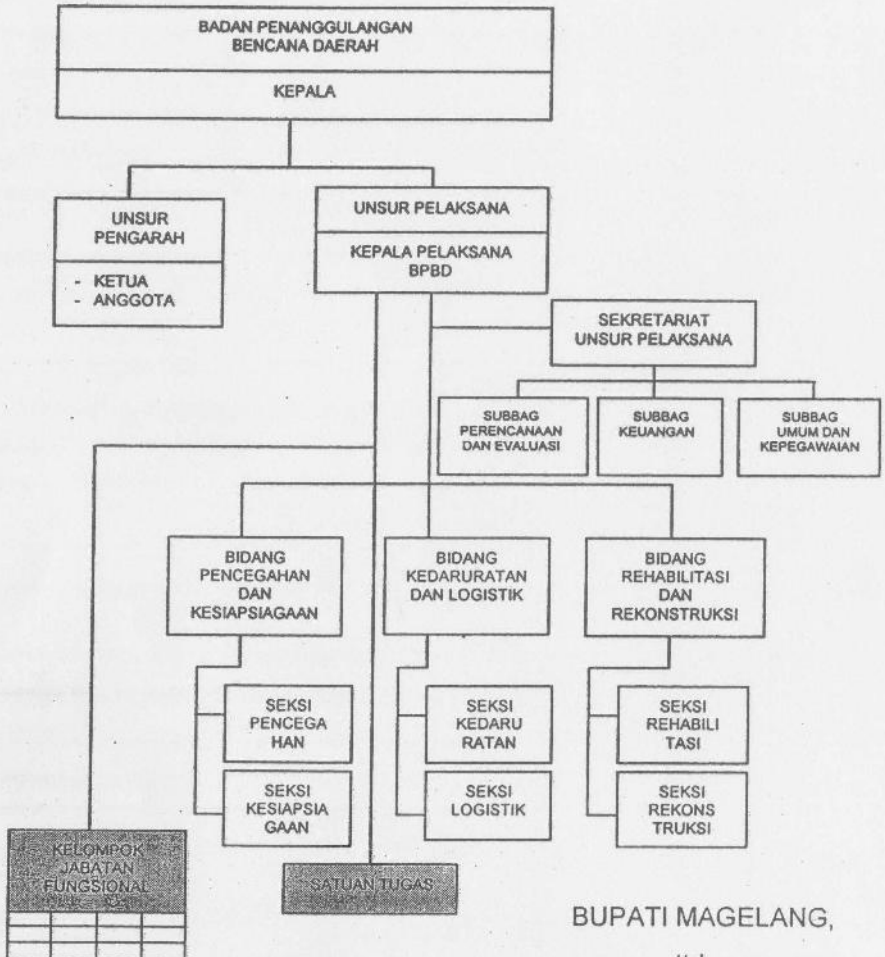 BADAN PENANGGULANGAN
BENCANA DAERAH
KEPALA
UNSUR
PENGARAH
- KETUA
- ANGGOTA
UNSUR PELAKSANA
KEPALA PELAKSANA
BPBD
SEKRETARIAT
UNSUR PELAKSANA
SUBBAG
PERENCANAAN
DAN EVALUASI
SUBBAG
KEUANGAN
SUBBAG
UMUM DAN
KEPEGAWAIAN
BIDANG
PENCEGAHAN
DAN
KESIAPSIAGAAN
BIDANG
KEDARURATAN
DAN LOGISTIK
BIDANG
REHABILITASI
DAN
REKONSTRUKSI
SEKSI
PENCEGA
HAN
SEKSI
KEDARU
RATAN
SEKSI
REHABILI
TASI
SEKSI
KESIAPSIA
GAAN
SEKSI
LOGISTIK
SEKSI
REKONS
TRUKSI
KELOMPOK
JABATAN
FUNGSIONAL
SATUAN TUGAS
BUPATI MAGELANG,